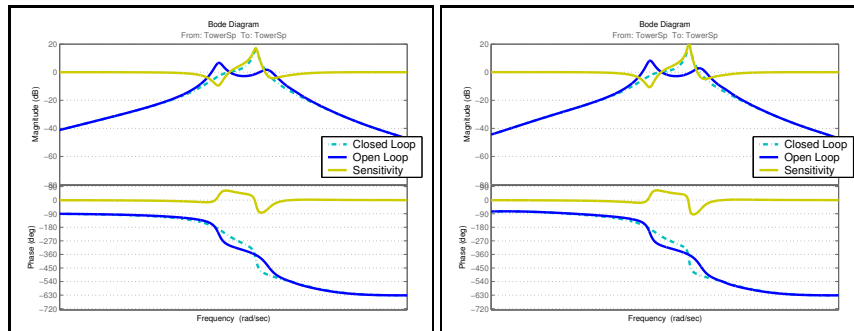 Bode Diagram
From: TowerSp To: TowerSp
20
0
−20
−40
−60
−80
Magnitude (dB)
Closed Loop
Open Loop
Sensitivity
90
0
−90
−180
−270
−360
−450
−540
−630
−720
Phase (deg)
Frequency (rad/sec)
Bode Diagram
From: TowerSp To: TowerSp
20
0
−20
−40
−60
−80
Magnitude (dB)
Closed Loop
Open Loop
Sensitivity
90
0
−90
−180
−270
−360
−450
−540
−630
−720
Phase (deg)
Frequency (rad/sec)